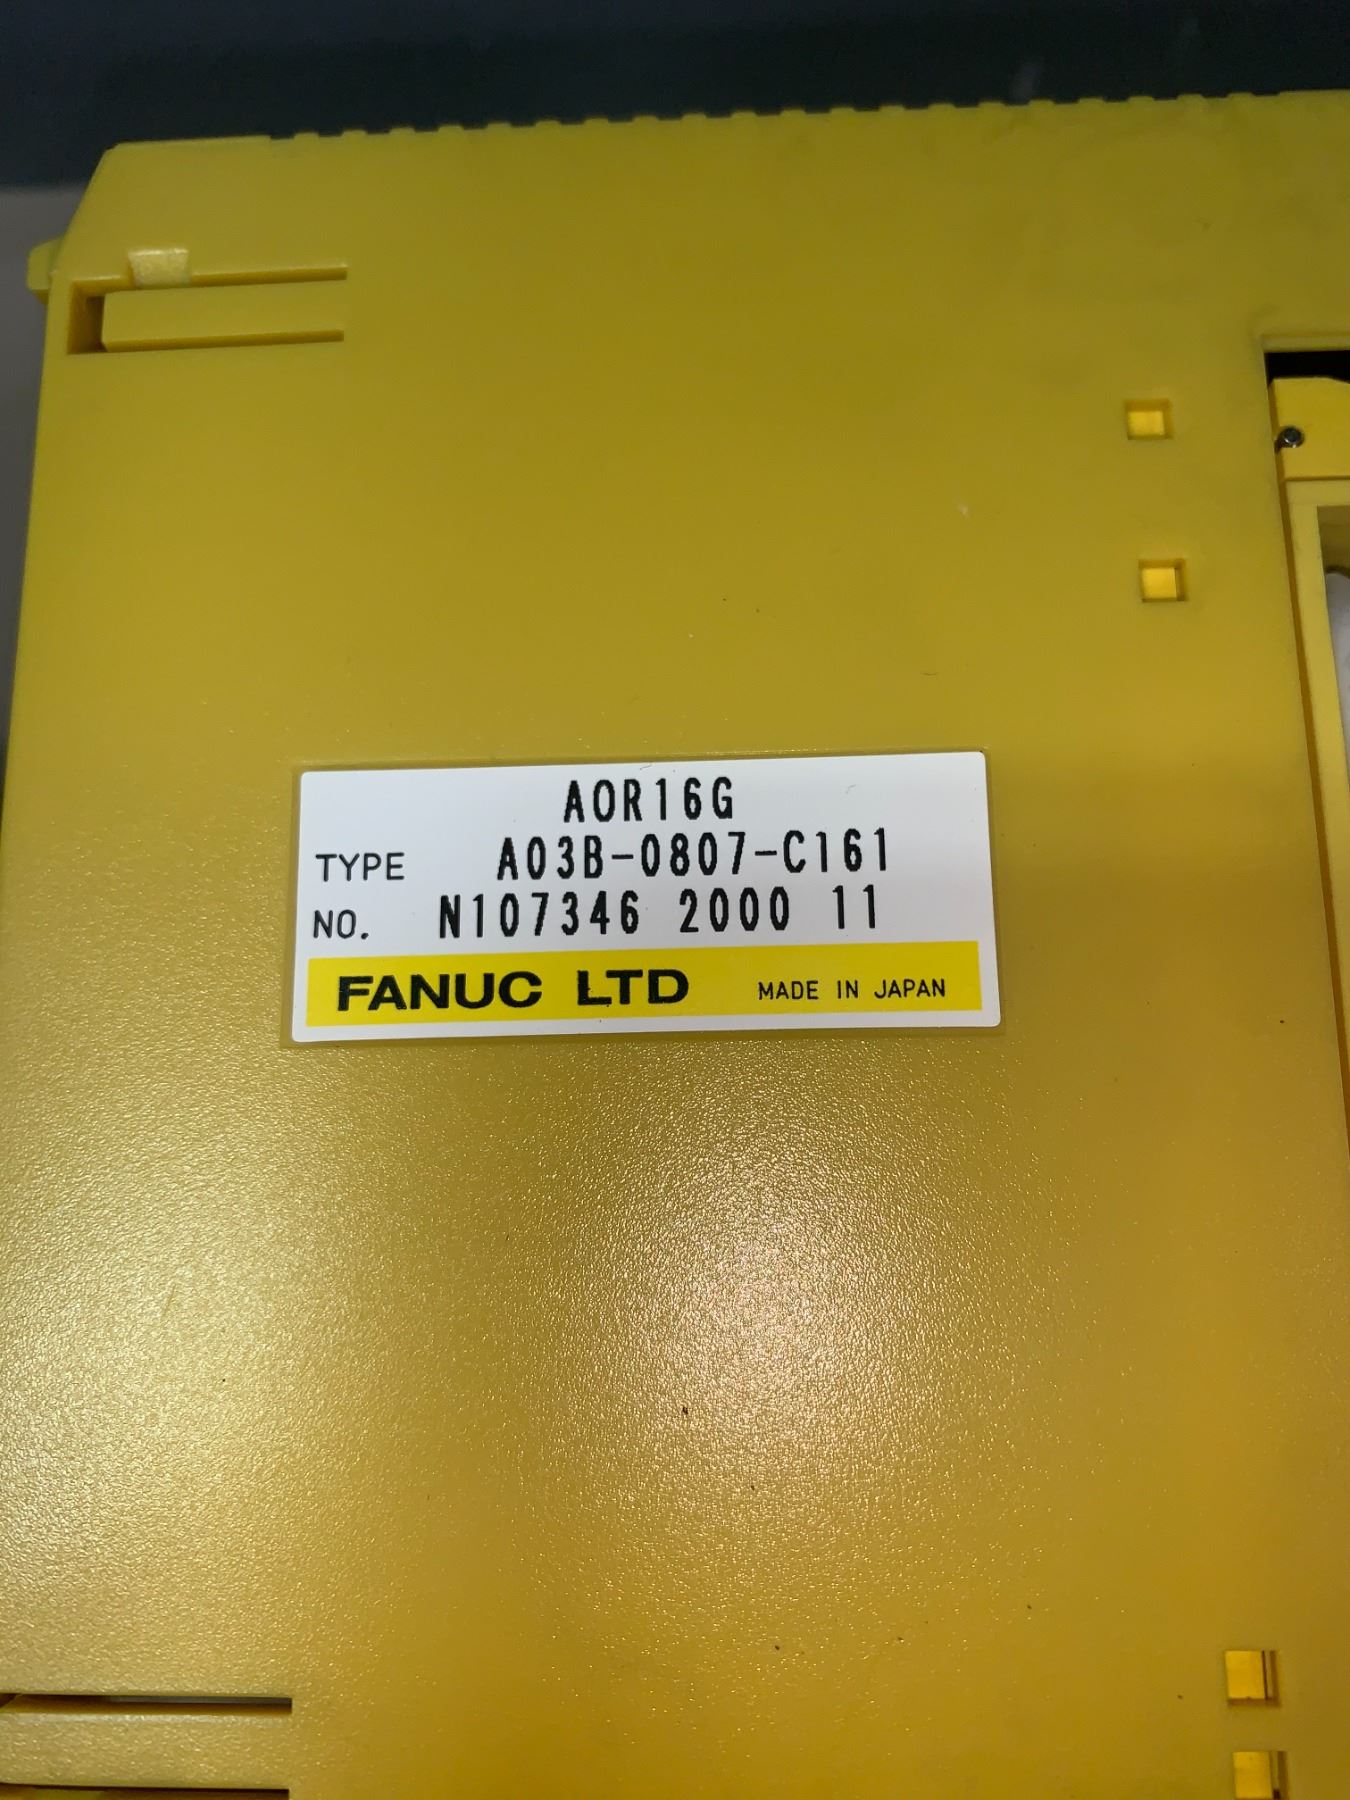 AOR16G
TYPE A03B-0807-C161
NO. N107346 2000 11
FANUC LTD MADE IN JAPAN